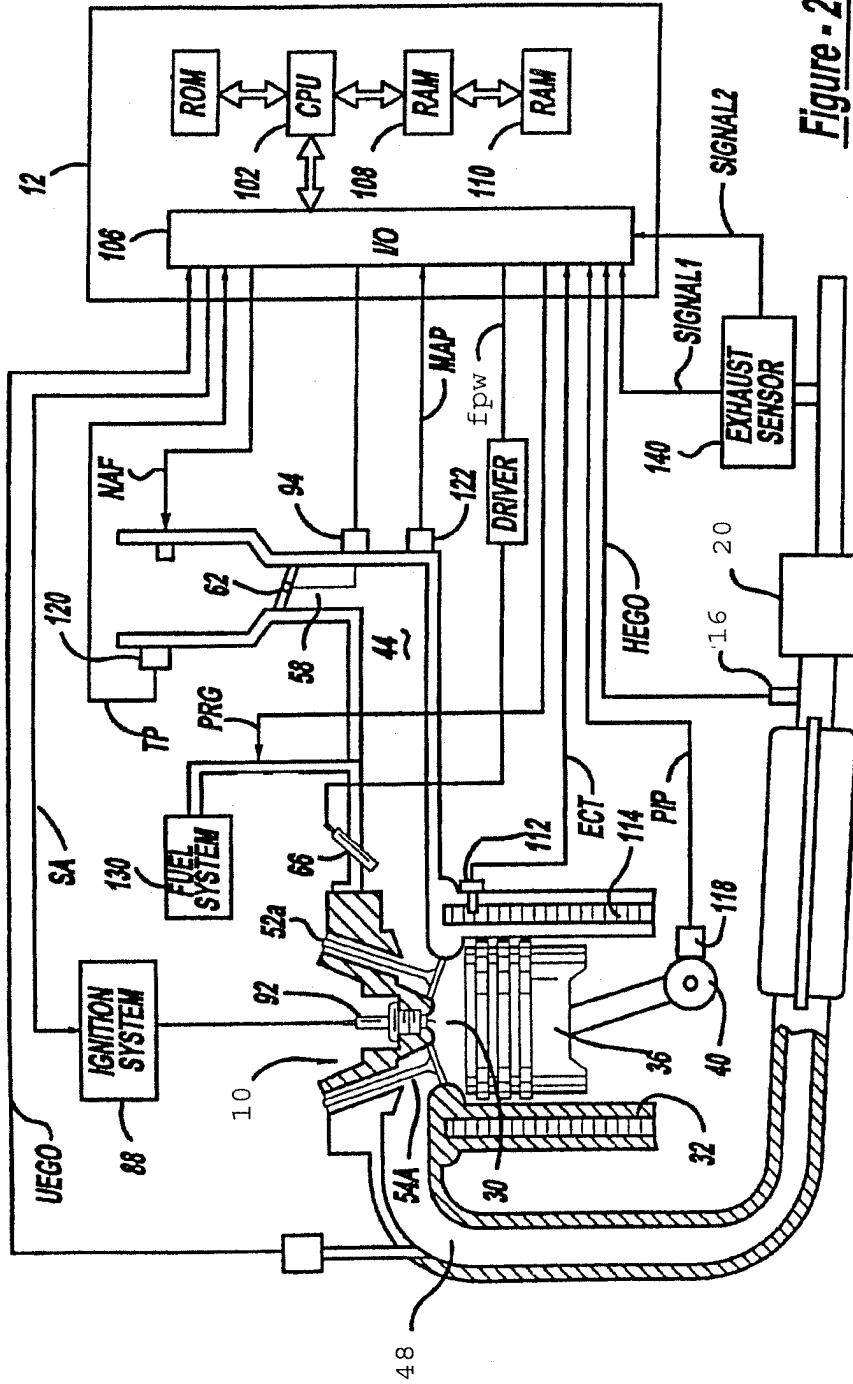 12
106
I/O
ROM
CPU
102
RAM
108
RAM
110
SIGNAL2
SIGNAL1
EXHAUST
SENSOR
140
Figure - 2
NAF
94
MAP
122
fpw
DRIVER
HEGO
20
16
120
TP
62
58
44
PRG
SA
FUEL
SYSTEM
130
66
ECT
PIP
112
114
118
40
36
52a
92
IGNITION
SYSTEM
88
UEGO
10
54A
30
32
48